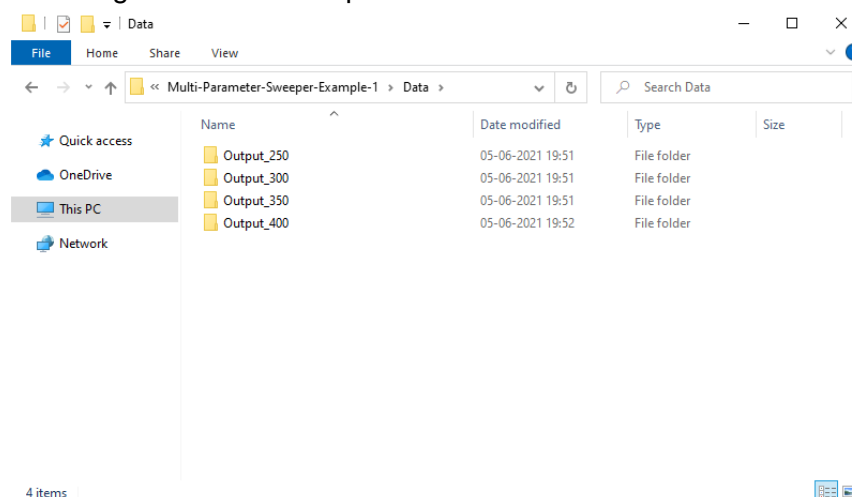 Data
File Home Share View
« Multi-Parameter-Sweeper-Example-1 › Data › Search Data
Name Date modified Type Size
Quick access
OneDrive
This PC
Network
Output_250 05-06-2021 19:51 File folder
Output_300 05-06-2021 19:51 File folder
Output_350 05-06-2021 19:51 File folder
Output_400 05-06-2021 19:52 File folder
4 items